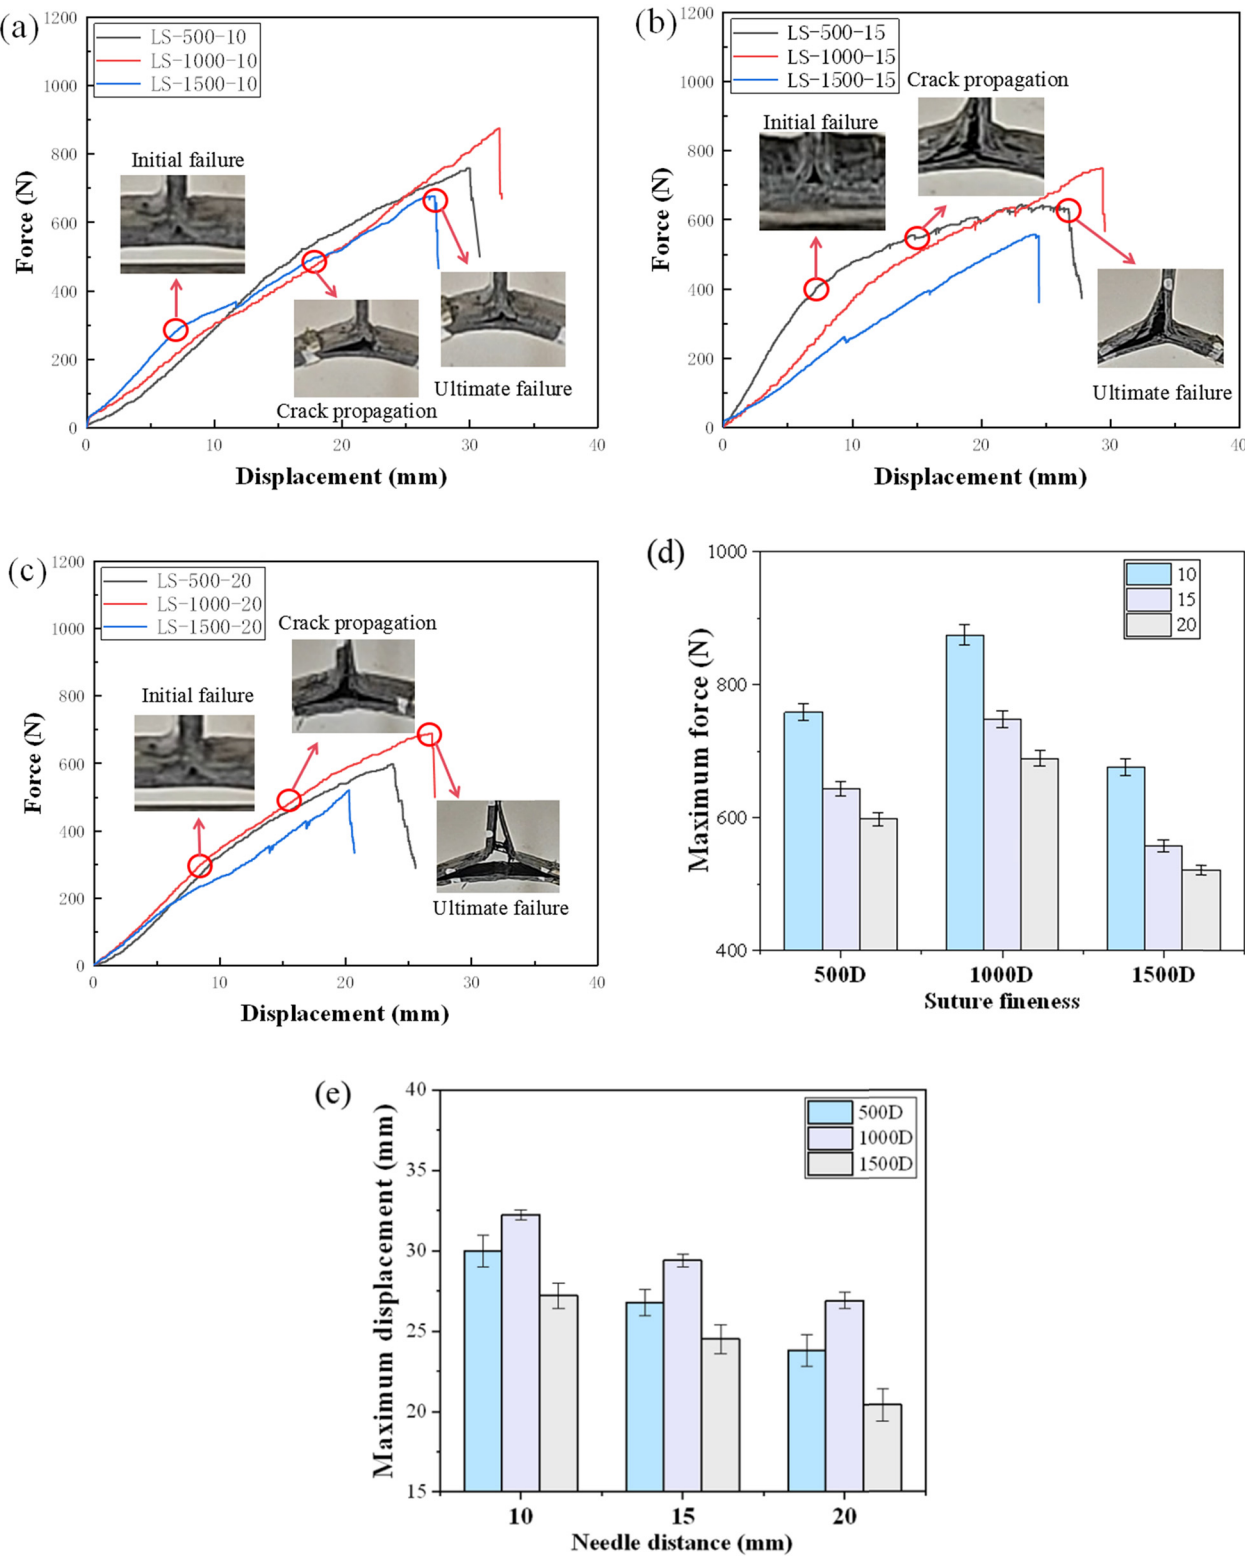 (a)
1200
1000
800
600
400
200
0
Force (N)
LS-500-10
LS-1000-10
LS-1500-10
Initial failure
Crack propagation
Ultimate failure
0 10 20 30 40
Displacement (mm)
(b)
1200
1000
800
600
400
200
0
Force (N)
LS-500-15
LS-1000-15
LS-1500-15
Crack propagation
Initial failure
Ultimate failure
0 10 20 30 40
Displacement (mm)
(c)
1200
1000
800
600
400
200
0
Force (N)
LS-500-20
LS-1000-20
LS-1500-20
Crack propagation
Initial failure
Ultimate failure
0 10 20 30 40
Displacement (mm)
(d)
1000
800
600
400
Maximum force (N)
10
15
20
500D 1000D 1500D
Suture fineness
(e)
40
35
30
25
20
15
Maximum displacement (mm)
500D
1000D
1500D
10 15 20
Needle distance (mm)